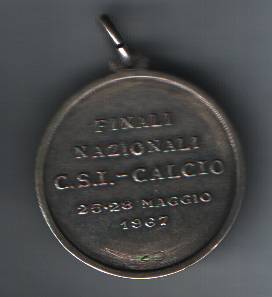 FINALI
NAZIONALI
C.S.I.-CALCIO
25-28 MAGGIO
1967